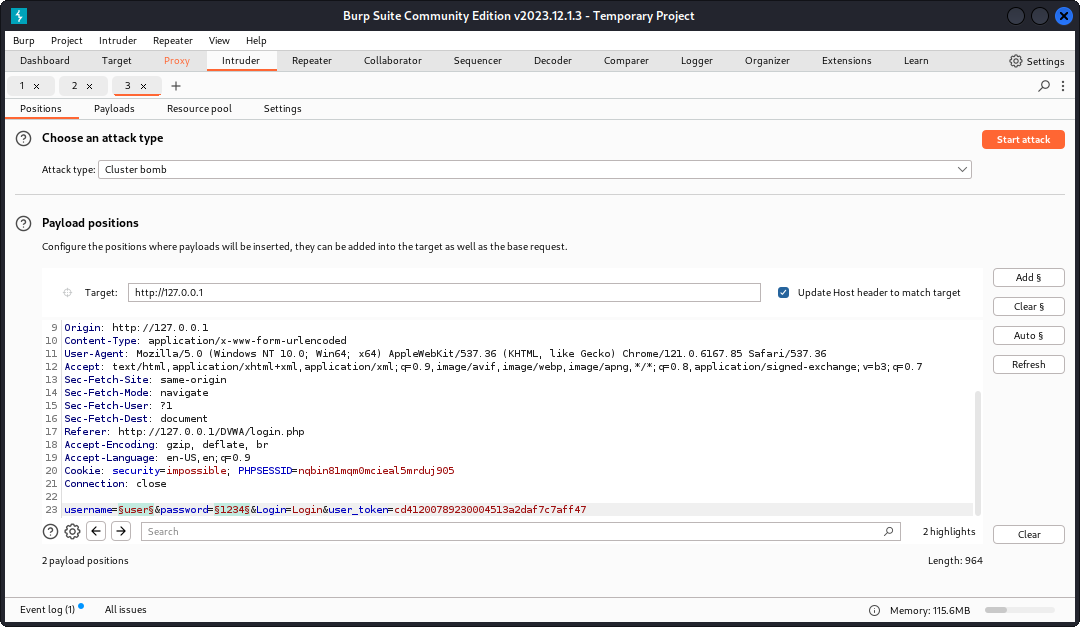 Burp Suite Community Edition v2023.12.1.3 - Temporary Project
Burp Project Intruder Repeater View Help
Dashboard Target Proxy Intruder Repeater Collaborator Sequencer Decoder Comparer Logger Organizer Extensions Learn Settings
1 × 2 × 3 × +
Positions Payloads Resource pool Settings
? Choose an attack type Start attack
Attack type: Cluster bomb
? Payload positions
Configure the positions where payloads will be inserted, they can be added into the target as well as the base request.
Target: http://127.0.0.1 Update Host header to match target Add §
Clear §
Auto §
Refresh
9 Origin: http://127.0.0.1
10 Content-Type: application/x-www-form-urlencoded
11 User-Agent: Mozilla/5.0 (Windows NT 10.0; Win64; x64) AppleWebKit/537.36 (KHTML, like Gecko) Chrome/121.0.6167.85 Safari/537.36
12 Accept: text/html,application/xhtml+xml,application/xml;q=0.9,image/avif,image/webp,image/apng,*/*;q=0.8,application/signed-exchange;v=b3;q=0.7
13 Sec-Fetch-Site: same-origin
14 Sec-Fetch-Mode: navigate
15 Sec-Fetch-User: ?1
16 Sec-Fetch-Dest: document
17 Referer: http://127.0.0.1/DVWA/login.php
18 Accept-Encoding: gzip, deflate, br
19 Accept-Language: en-US,en;q=0.9
20 Cookie: security=impossible; PHPSESSID=nqbin81mqm0mcieal5mrduj905
21 Connection: close
22
23 username=§user§&password=§1234§&Login=Login&user_token=cd41200789230004513a2daf7c7aff47
? Search 2 highlights Clear
2 payload positions Length: 964
Event log (1) All issues Memory: 115.6MB